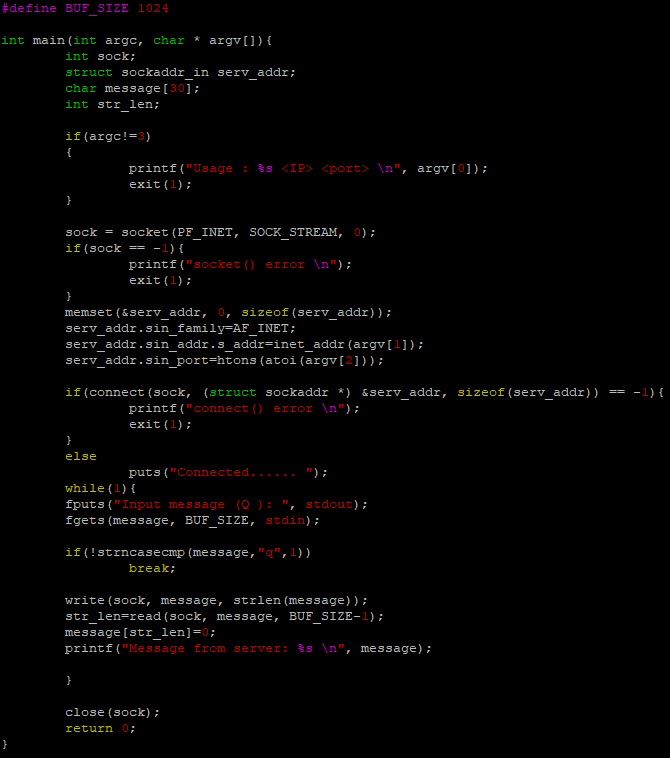 #define BUF_SIZE 1024
int main(int argc, char * argv[]){
int sock;
struct sockaddr_in serv_addr;
char message[30];
int str_len;
if(argc!=3)
{
printf("Usage : %s <IP> <port> \n", argv[0]);
exit(1);
}
sock = socket(PF_INET, SOCK_STREAM, 0);
if(sock == -1){
printf("socket() error \n");
exit(1);
}
memset(&serv_addr, 0, sizeof(serv_addr));
serv_addr.sin_family=AF_INET;
serv_addr.sin_addr.s_addr=inet_addr(argv[1]);
serv_addr.sin_port=htons(atoi(argv[2]));
if(connect(sock, (struct sockaddr *) &serv_addr, sizeof(serv_addr)) == -1){
printf("connect() error \n");
exit(1);
}
else
puts("Connected...... ");
while(1){
fputs("Input message (Q ): ", stdout);
fgets(message, BUF_SIZE, stdin);
if(!strncasecmp(message,"q",1))
break;
write(sock, message, strlen(message));
str_len=read(sock, message, BUF_SIZE-1);
message[str_len]=0;
printf("Message from server: %s \n", message);
}
close(sock);
return 0;
}